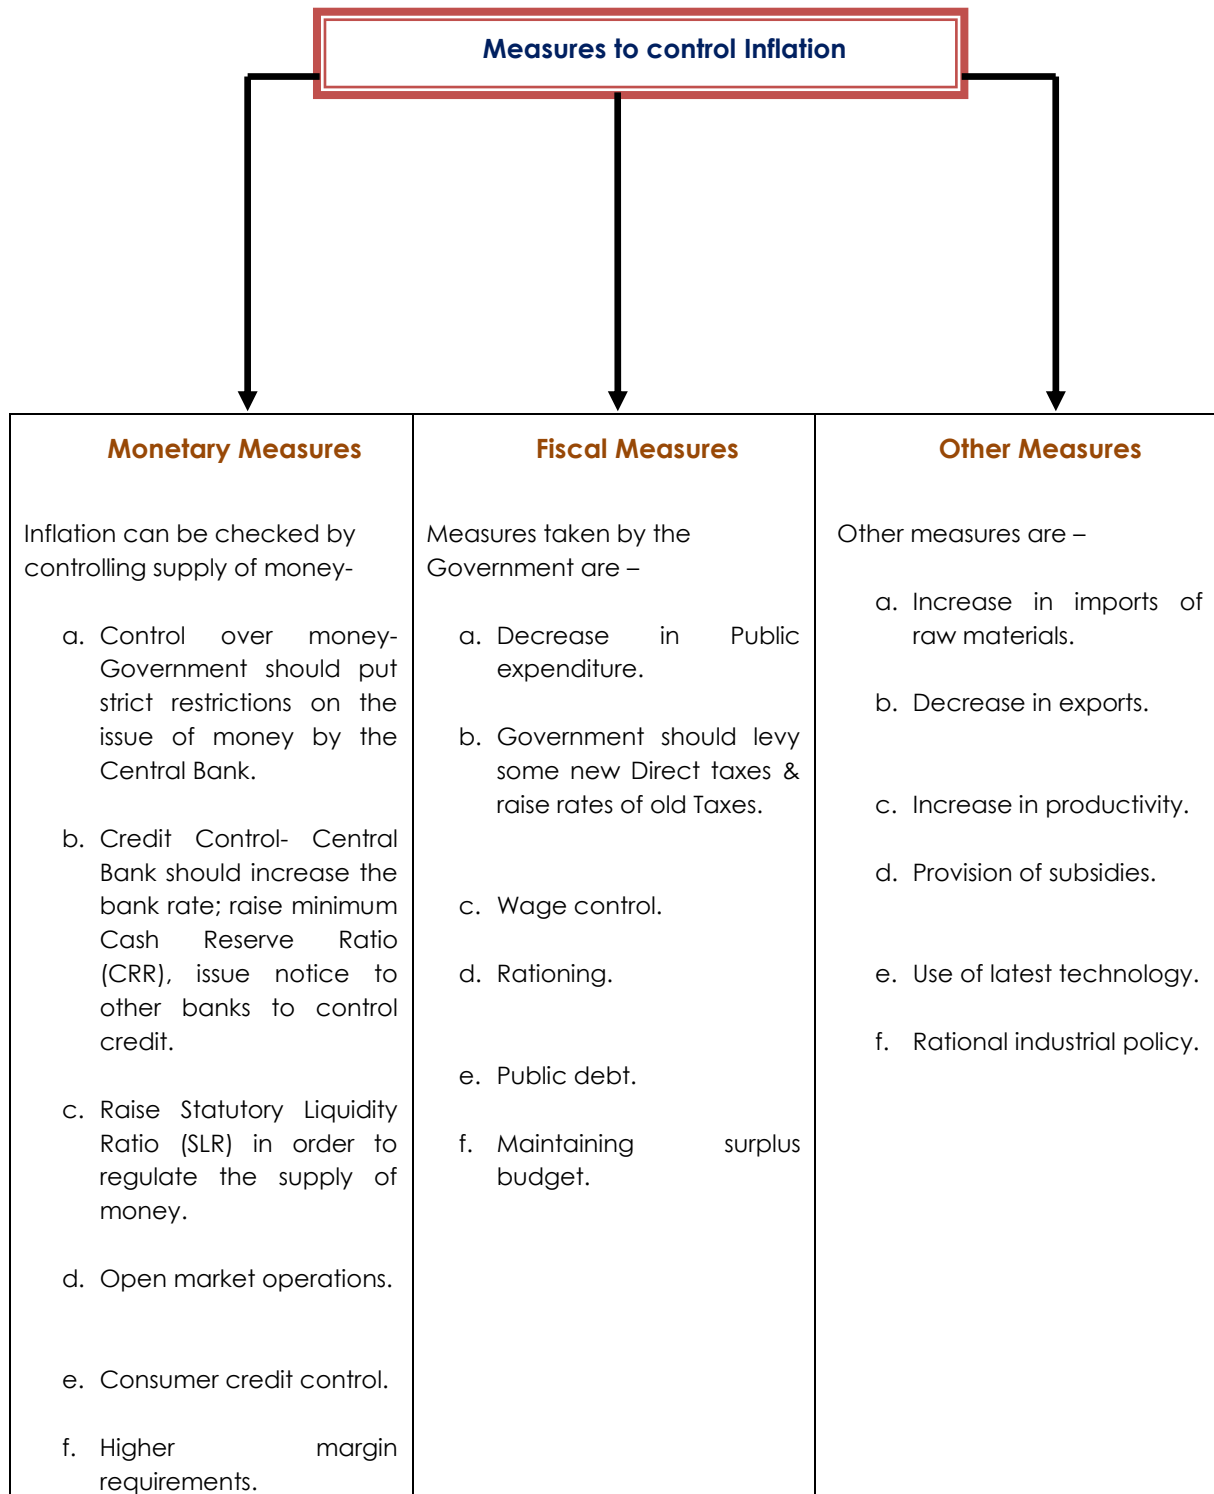 Measures to control Inflation
Monetary Measures
Inflation can be checked by
controlling supply of money-
a. Control over money-
Government should put
strict restrictions on the
issue of money by the
Central Bank.
b. Credit Control- Central
Bank should increase the
bank rate; raise minimum
Cash Reserve Ratio
(CRR), issue notice to
other banks to control
credit.
c. Raise Statutory Liquidity
Ratio (SLR) in order to
regulate the supply of
money.
d. Open market operations.
e. Consumer credit control.
f. Higher margin
requirements.
Fiscal Measures
Measures taken by the
Government are –
a. Decrease in Public
expenditure.
b. Government should levy
some new Direct taxes &
raise rates of old Taxes.
c. Wage control.
d. Rationing.
e. Public debt.
f. Maintaining surplus
budget.
Other Measures
Other measures are –
a. Increase in imports of
raw materials.
b. Decrease in exports.
c. Increase in productivity.
d. Provision of subsidies.
e. Use of latest technology.
f. Rational industrial policy.